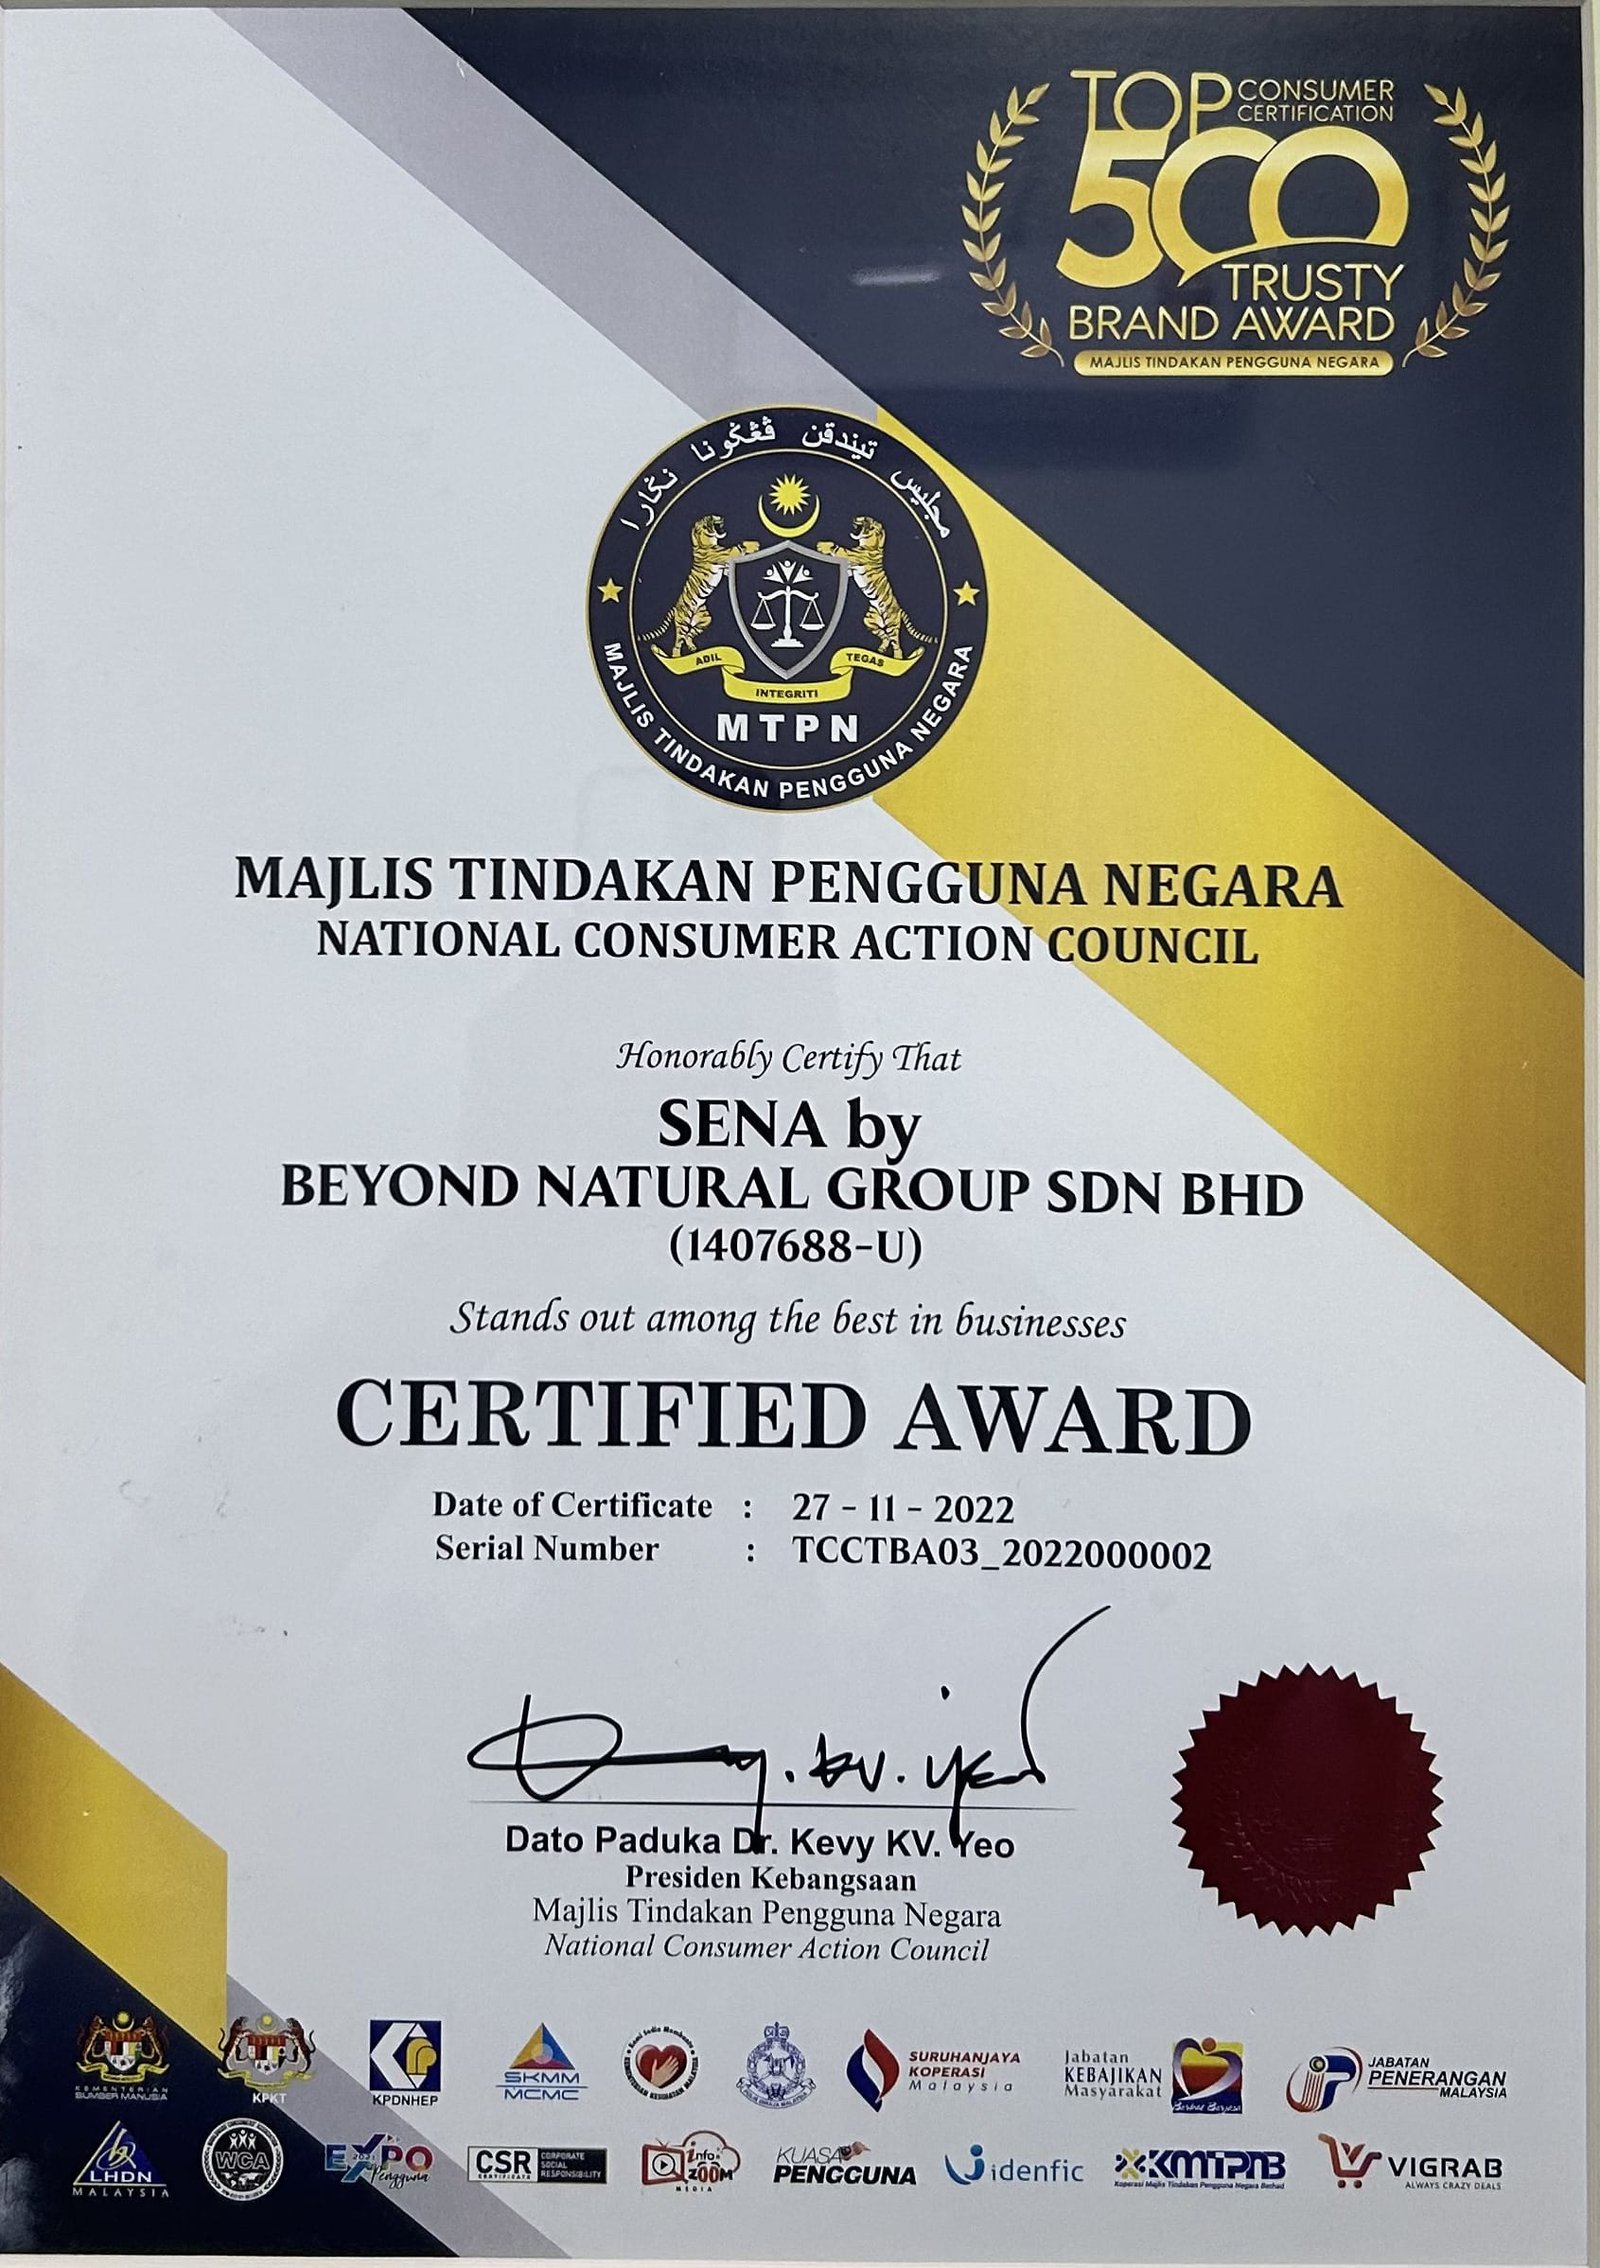 TOP CONSUMER
CERTIFICATION
500
TRUSTY
BRAND AWARD
MAJLIS TINDAKAN PENGGUNA NEGARA
مجليس تيندقن ڤڠݢونا نݢارا
ADIL
TEGAS
INTEGRITI
MTPN
MAJLIS TINDAKAN PENGGUNA NEGARA
MAJLIS TINDAKAN PENGGUNA NEGARA
NATIONAL CONSUMER ACTION COUNCIL
Honorably Certify That
SENA by
BEYOND NATURAL GROUP SDN BHD
(1407688-U)
Stands out among the best in businesses
CERTIFIED AWARD
Date of Certificate : 27 - 11 - 2022
Serial Number : TCCTBA03_2022000002
Dato Paduka Dr. Kevy KV. Yeo
Presiden Kebangsaan
Majlis Tindakan Pengguna Negara
National Consumer Action Council
KEMENTERIAN
SUMBER MANUSIA
KPKT
KPDNHEP
SKMM
MCMC
SURUHANJAYA
KOPERASI
Malaysia
Jabatan
KEBAJIKAN
Masyarakat
JABATAN
PENERANGAN
MALAYSIA
LHDN
MALAYSIA
WCA
EXPO
2021
Pengguna
CSR CORPORATE
SOCIAL
RESPONSIBILITY
CERTIFICATE
info
ZOOM
MEDIA
KUASA
PENGGUNA
idenfic
KMTPNB
Koperasi Majlis Tindakan Pengguna Negara Berhad
VIGRAB
ALWAYS CRAZY DEALS